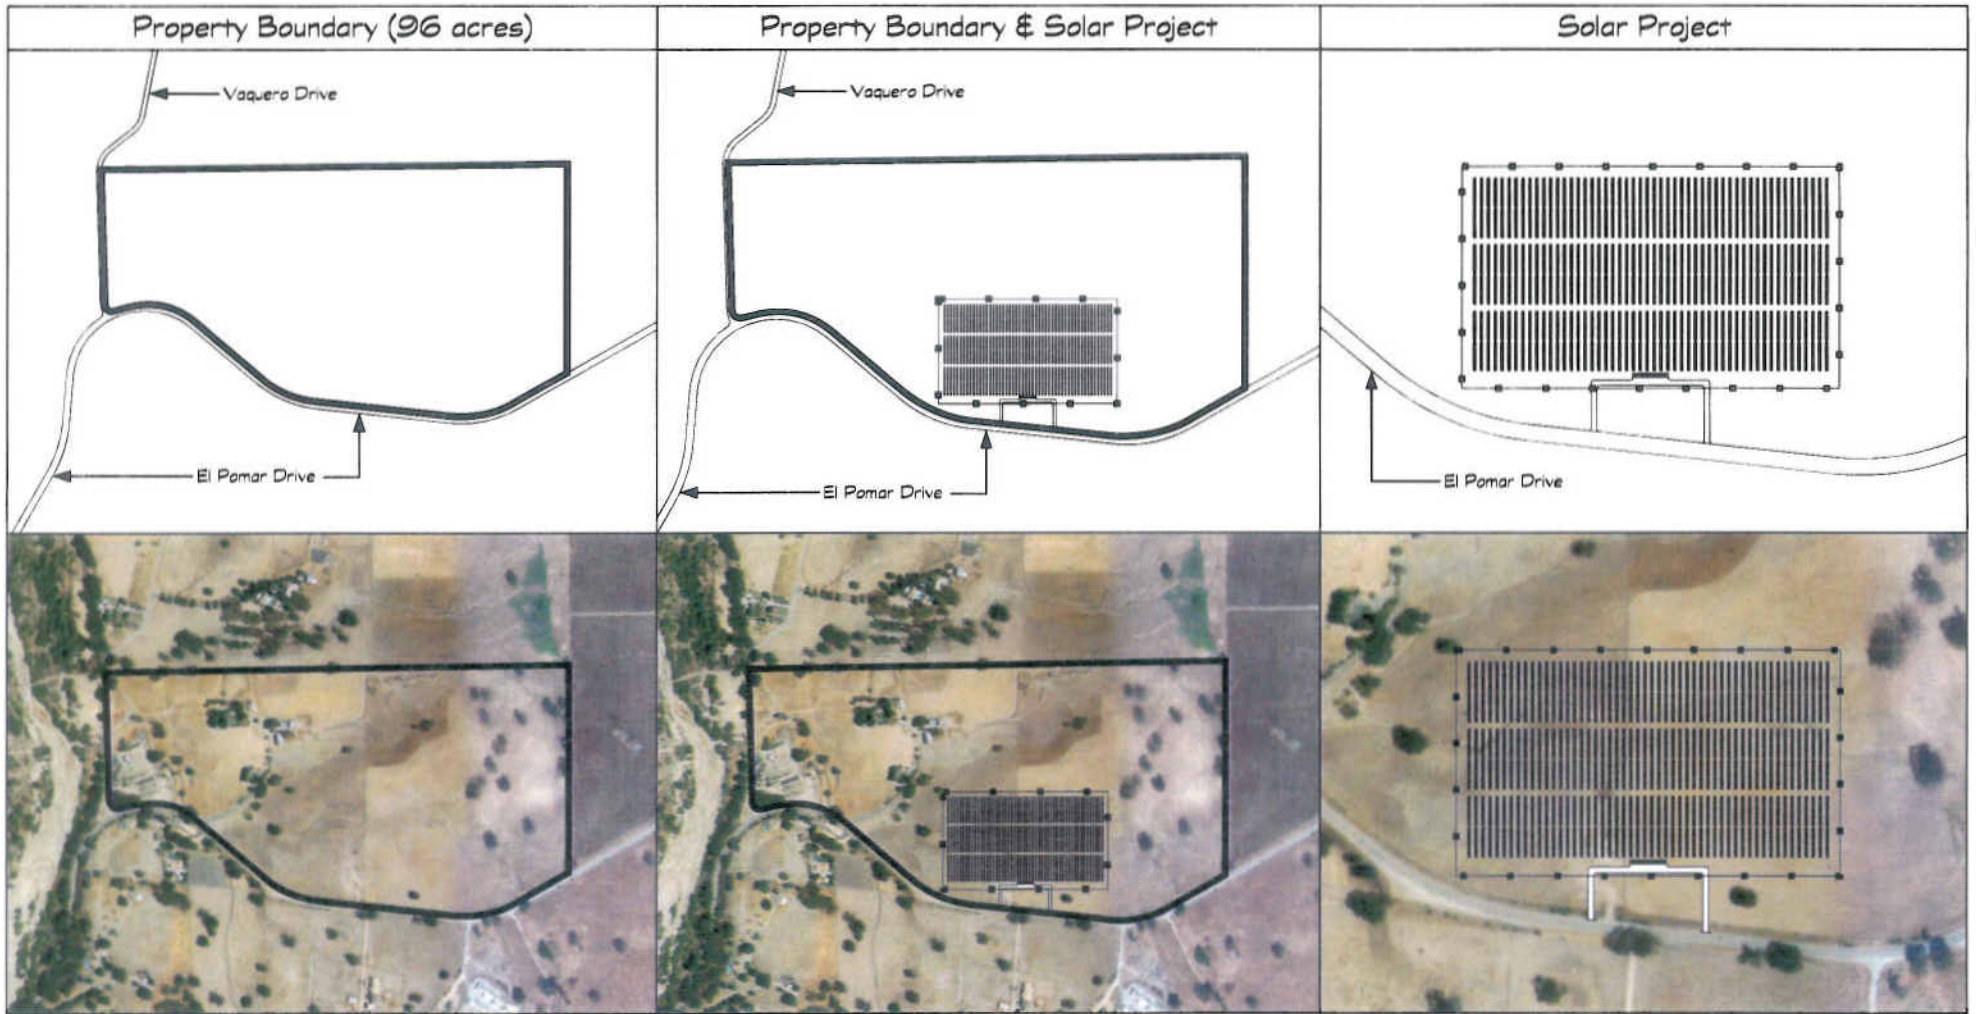 Property Boundary (96 acres)
Property Boundary & Solar Project
Solar Project
Vaquero Drive
Vaquero Drive
El Pomar Drive
El Pomar Drive
El Pomar Drive